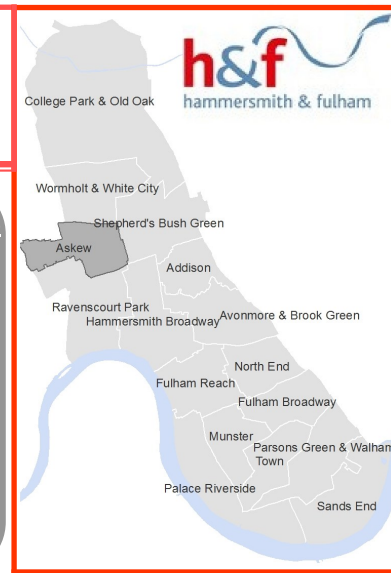 h&f
hammersmith & fulham
College Park & Old Oak
Wormholt & White City
Shepherd's Bush Green
Askew
Addison
Ravenscourt Park
Hammersmith Broadway
Avonmore & Brook Green
North End
Fulham Reach
Fulham Broadway
Munster
Parsons Green & Walham
Town
Palace Riverside
Sands End